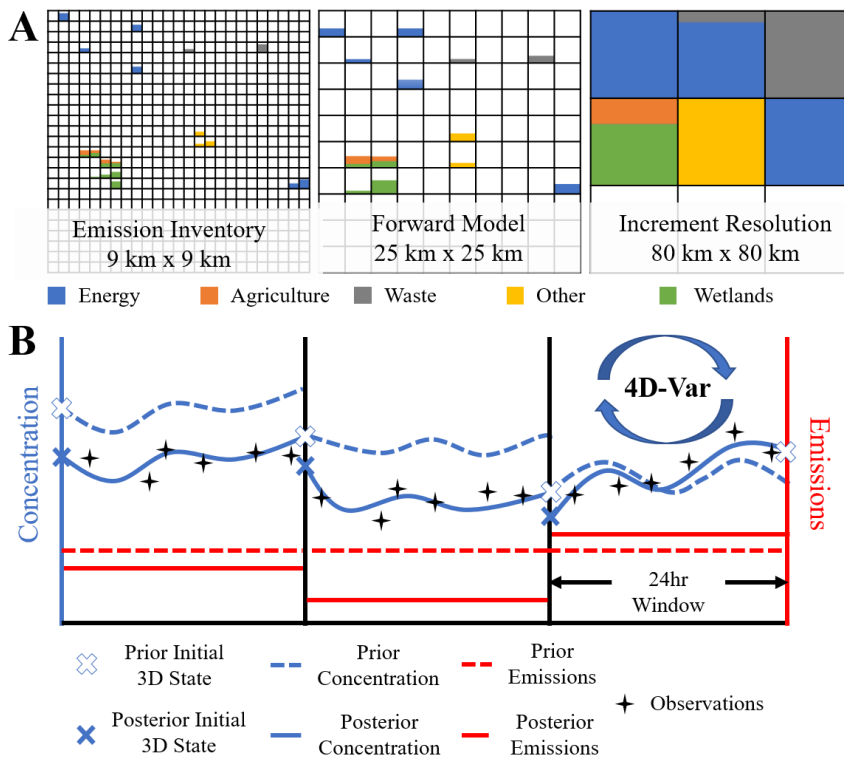 A
Emission Inventory
9 km x 9 km
Forward Model
25 km x 25 km
Increment Resolution
80 km x 80 km
Energy
Agriculture
Waste
Other
Wetlands
B
Concentration
4D-Var
Emissions
24hr
Window
Prior Initial
3D State
Prior
Concentration
Prior
Emissions
Observations
Posterior Initial
3D State
Posterior
Concentration
Posterior
Emissions